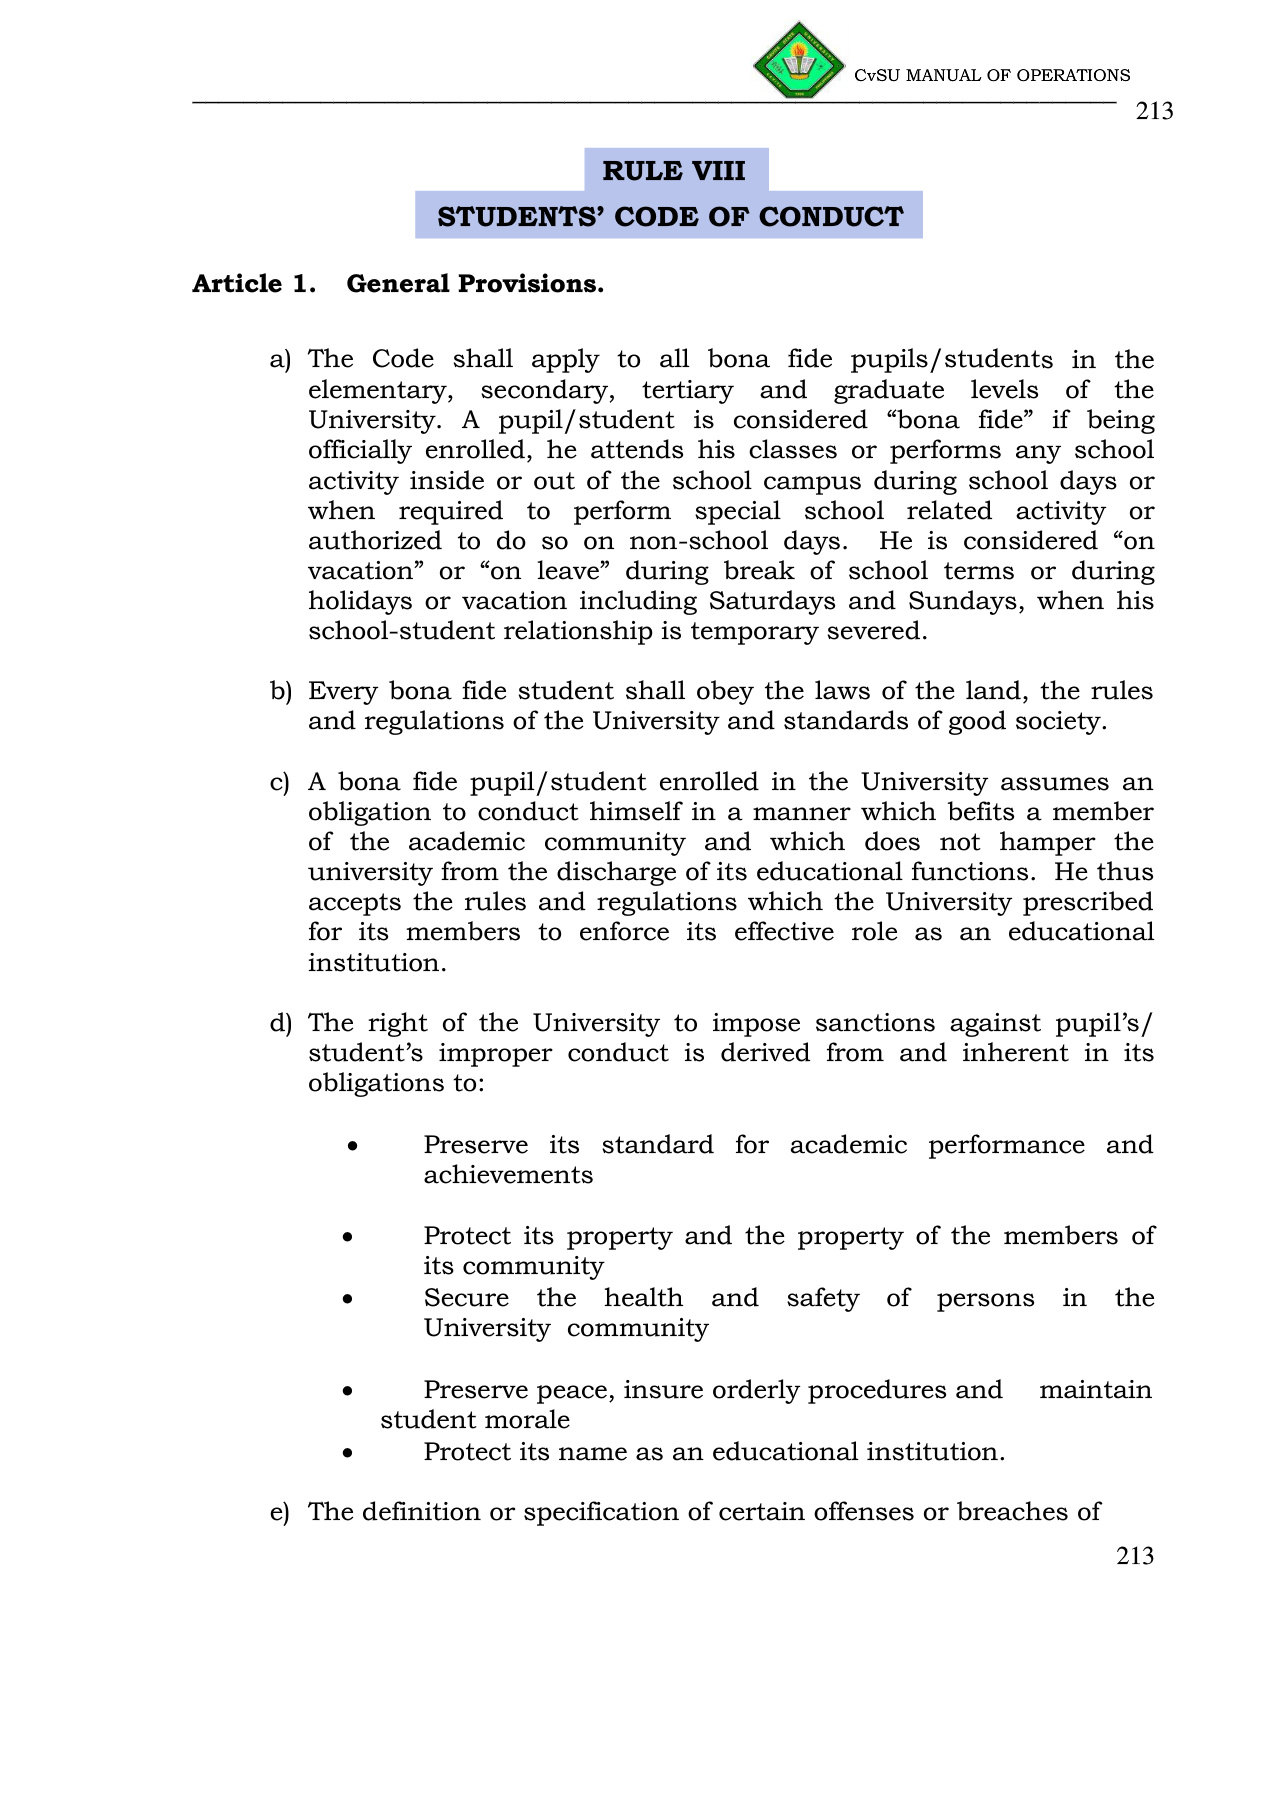 CvSU MANUAL OF OPERATIONS
213
RULE VIII
STUDENTS’ CODE OF CONDUCT
Article 1. General Provisions.
a) The Code shall apply to all bona fide pupils/students in the
elementary, secondary, tertiary and graduate levels of the
University. A pupil/student is considered “bona fide” if being
officially enrolled, he attends his classes or performs any school
activity inside or out of the school campus during school days or
when required to perform special school related activity or
authorized to do so on non-school days. He is considered “on
vacation” or “on leave” during break of school terms or during
holidays or vacation including Saturdays and Sundays, when his
school-student relationship is temporary severed.
b) Every bona fide student shall obey the laws of the land, the rules
and regulations of the University and standards of good society.
c) A bona fide pupil/student enrolled in the University assumes an
obligation to conduct himself in a manner which befits a member
of the academic community and which does not hamper the
university from the discharge of its educational functions. He thus
accepts the rules and regulations which the University prescribed
for its members to enforce its effective role as an educational
institution.
d) The right of the University to impose sanctions against pupil’s/
student’s improper conduct is derived from and inherent in its
obligations to:
• Preserve its standard for academic performance and
achievements
• Protect its property and the property of the members of
its community
• Secure the health and safety of persons in the
University community
• Preserve peace, insure orderly procedures and maintain
student morale
• Protect its name as an educational institution.
e) The definition or specification of certain offenses or breaches of
213